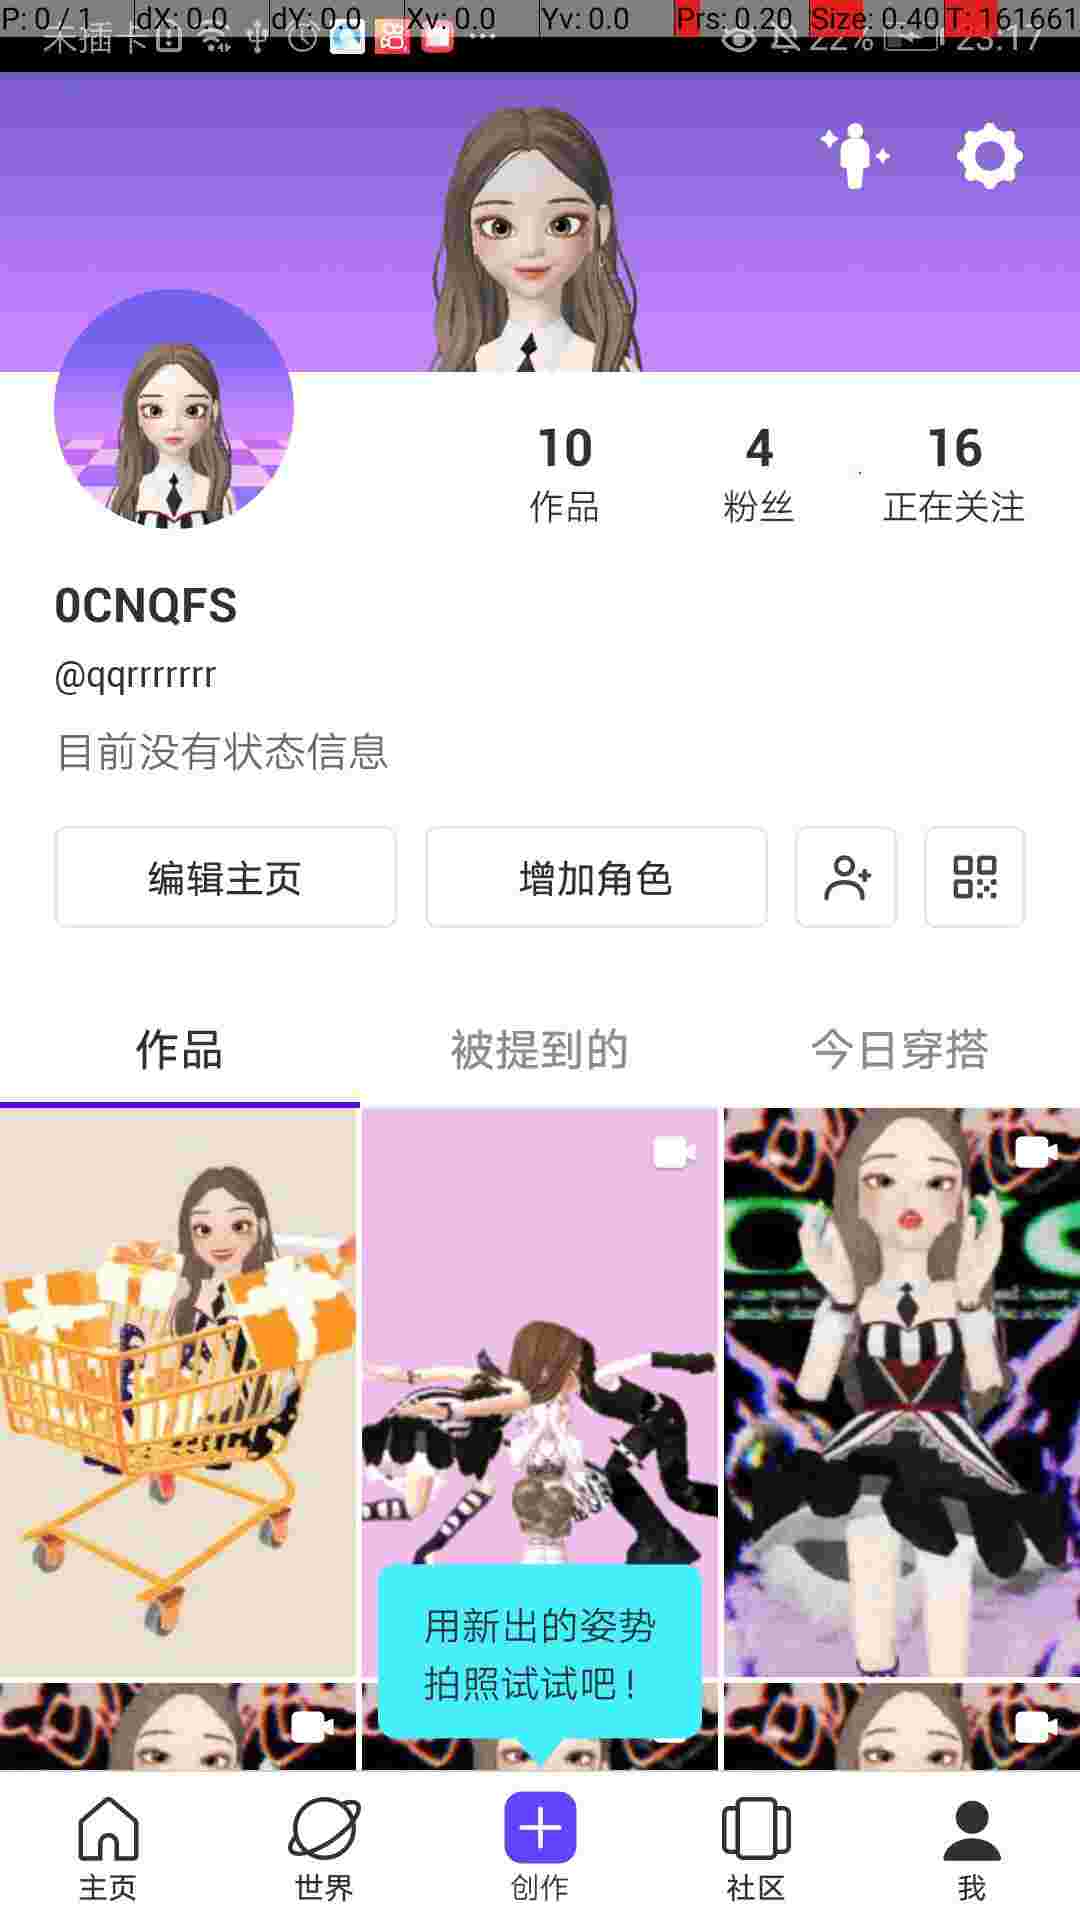 P: 0 / 1 dX: 0.0 dY: 0.0 Xv: 0.0 Yv: 0.0 Prs: 0.20 Size: 0.40 T: 161661
未插卡 22% 23:17
10 4 16
作品 粉丝 正在关注
0CNQFS
@qqrrrrrrr
目前没有状态信息
编辑主页 增加角色
作品 被提到的 今日穿搭
用新出的姿势
拍照试试吧！
主页 世界 创作 社区 我